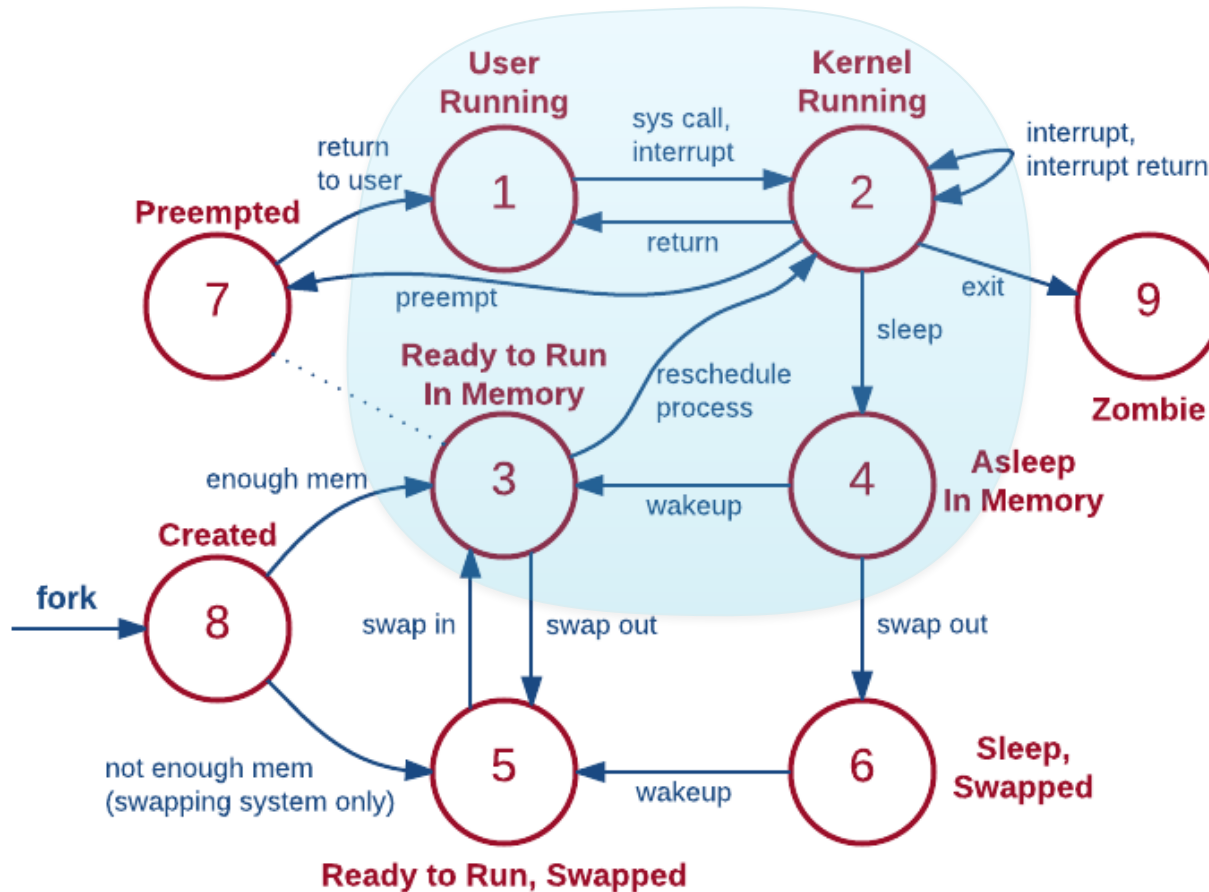 User
Running
Kernel
Running
sys call,
interrupt
interrupt,
interrupt return
return
to user
1
2
Preempted
return
7
preempt
exit
9
sleep
Ready to Run
In Memory
reschedule
process
Zombie
enough mem
3
wakeup
4
Asleep
In Memory
Created
fork
8
swap in
swap out
swap out
not enough mem
(swapping system only)
5
wakeup
6
Sleep,
Swapped
Ready to Run, Swapped